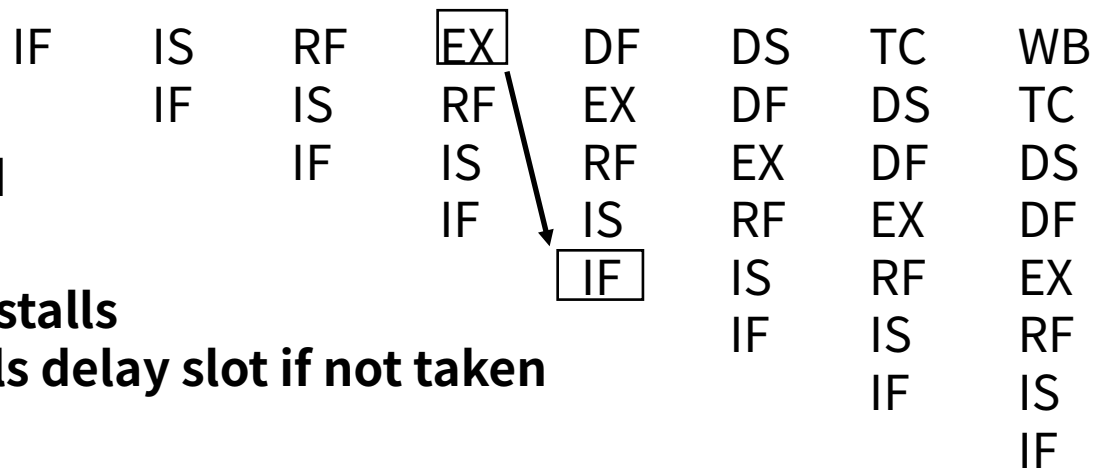 IF IS RF EX DF DS TC WB
IF IS RF EX DF DS TC
IF IS RF EX DF DS
IF IS RF EX DF
IF IS RF EX
stalls
IF IS RF
delay slot if not taken
IF IS
IF